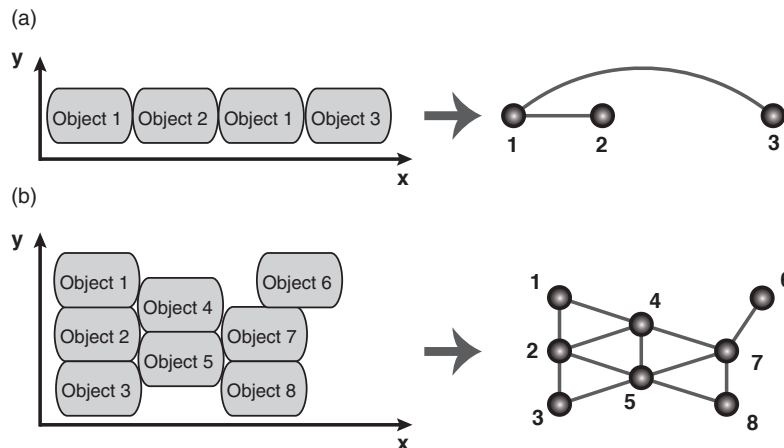 (a)
y
Object 1 Object 2 Object 1 Object 3
1 2 3
x
(b)
y
Object 1
Object 6
1
Object 4
4
Object 2
Object 7
2
7
Object 5
Object 3
Object 8
3
5
8
x